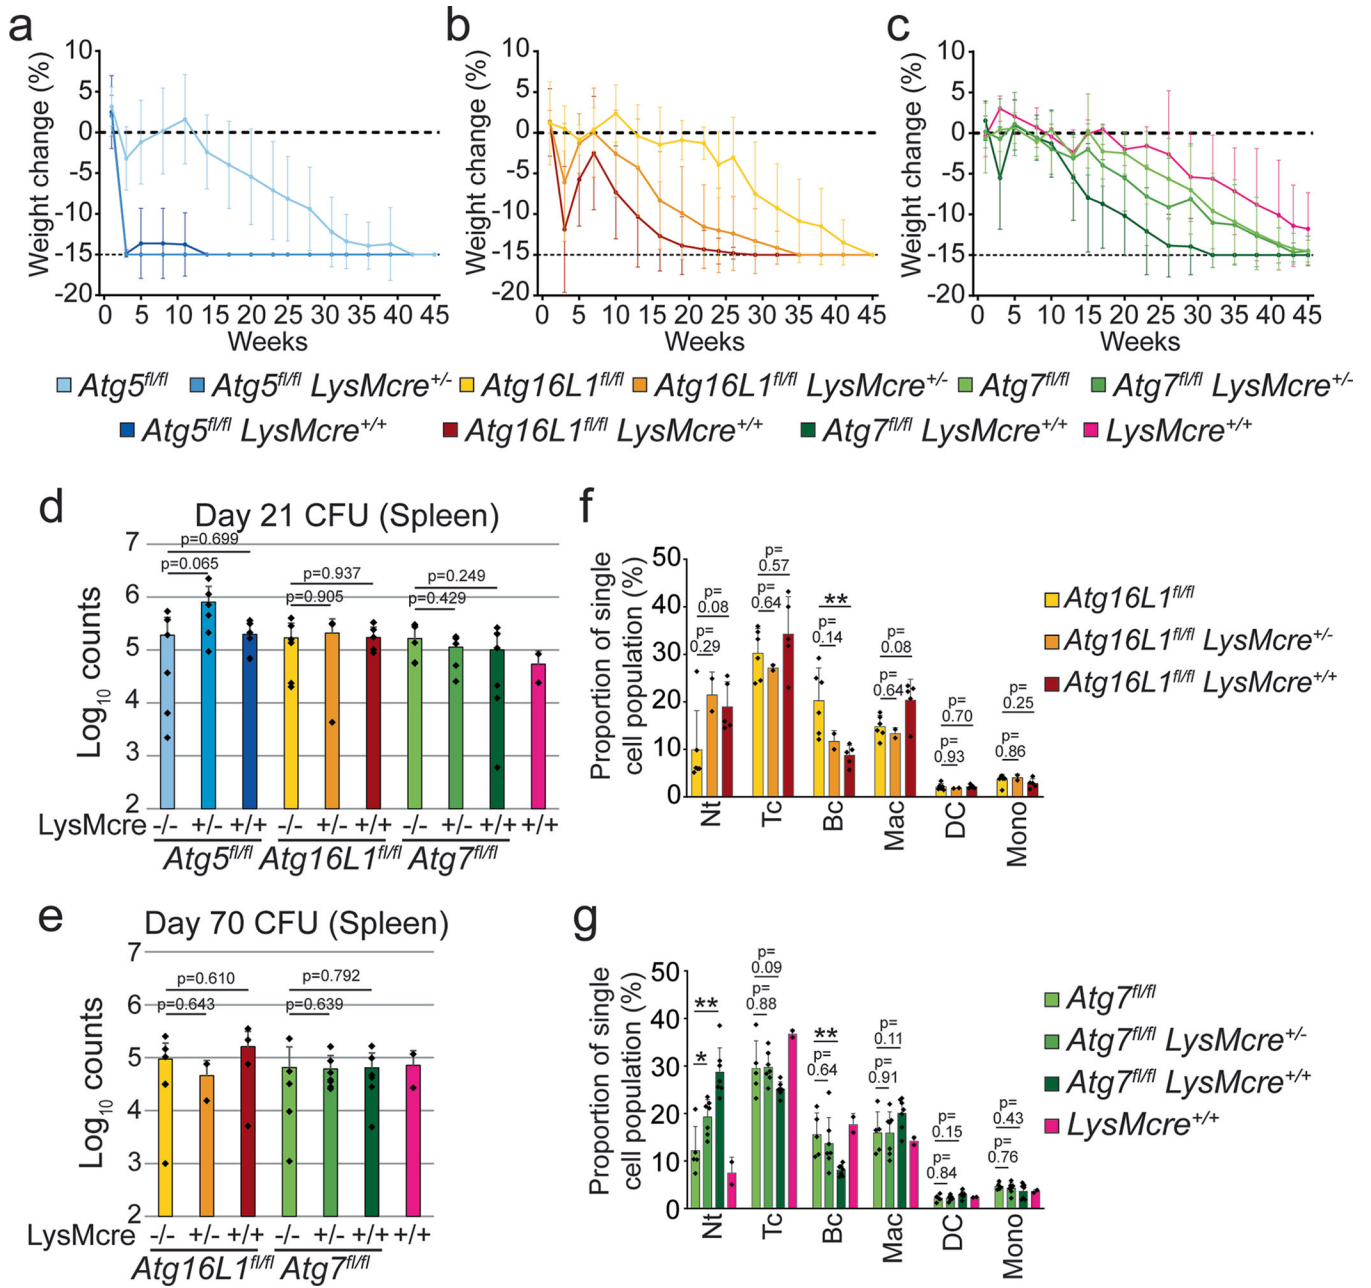 a
Weight change (%)
10
5
0
-5
-10
-15
-20
0 5 10 15 20 25 30 35 40 45
Weeks
b
Weight change (%)
10
5
0
-5
-10
-15
-20
0 5 10 15 20 25 30 35 40 45
Weeks
c
Weight change (%)
10
5
0
-5
-10
-15
-20
0 5 10 15 20 25 30 35 40 45
Weeks
Atg5fl/fl Atg5fl/fl LysMcre+/- Atg16L1fl/fl Atg16L1fl/fl LysMcre+/- Atg7fl/fl Atg7fl/fl LysMcre+/-
Atg5fl/fl LysMcre+/+ Atg16L1fl/fl LysMcre+/+ Atg7fl/fl LysMcre+/+ LysMcre+/+
d
Day 21 CFU (Spleen)
Log10 counts
7
6
5
4
3
2
p=0.699
p=0.065
p=0.937
p=0.905
p=0.249
p=0.429
LysMcre -/- +/- +/+ -/- +/- +/+ -/- +/- +/+ +/+
Atg5fl/fl Atg16L1fl/fl Atg7fl/fl
e
Day 70 CFU (Spleen)
Log10 counts
7
6
5
4
3
2
p=0.610
p=0.643
p=0.792
p=0.639
LysMcre -/- +/- +/+ -/- +/- +/+ +/+
Atg16L1fl/fl Atg7fl/fl
f
Proportion of single
cell population (%)
50
40
30
20
10
0
p=
0.08
p=
0.29
p=
0.57
p=
0.64
**
p=
0.14
p=
0.08
p=
0.64
p=
0.70
p=
0.93
p=
0.25
p=
0.86
Nt Tc Bc Mac DC Mono
Atg16L1fl/fl
Atg16L1fl/fl LysMcre+/-
Atg16L1fl/fl LysMcre+/+
g
Proportion of single
cell population (%)
50
40
30
20
10
0
**
*
p=
0.09
p=
0.88
**
p=
0.64
p=
0.11
p=
0.91
p=
0.15
p=
0.84
p=
0.43
p=
0.76
Nt Tc Bc Mac DC Mono
Atg7fl/fl
Atg7fl/fl LysMcre+/-
Atg7fl/fl LysMcre+/+
LysMcre+/+